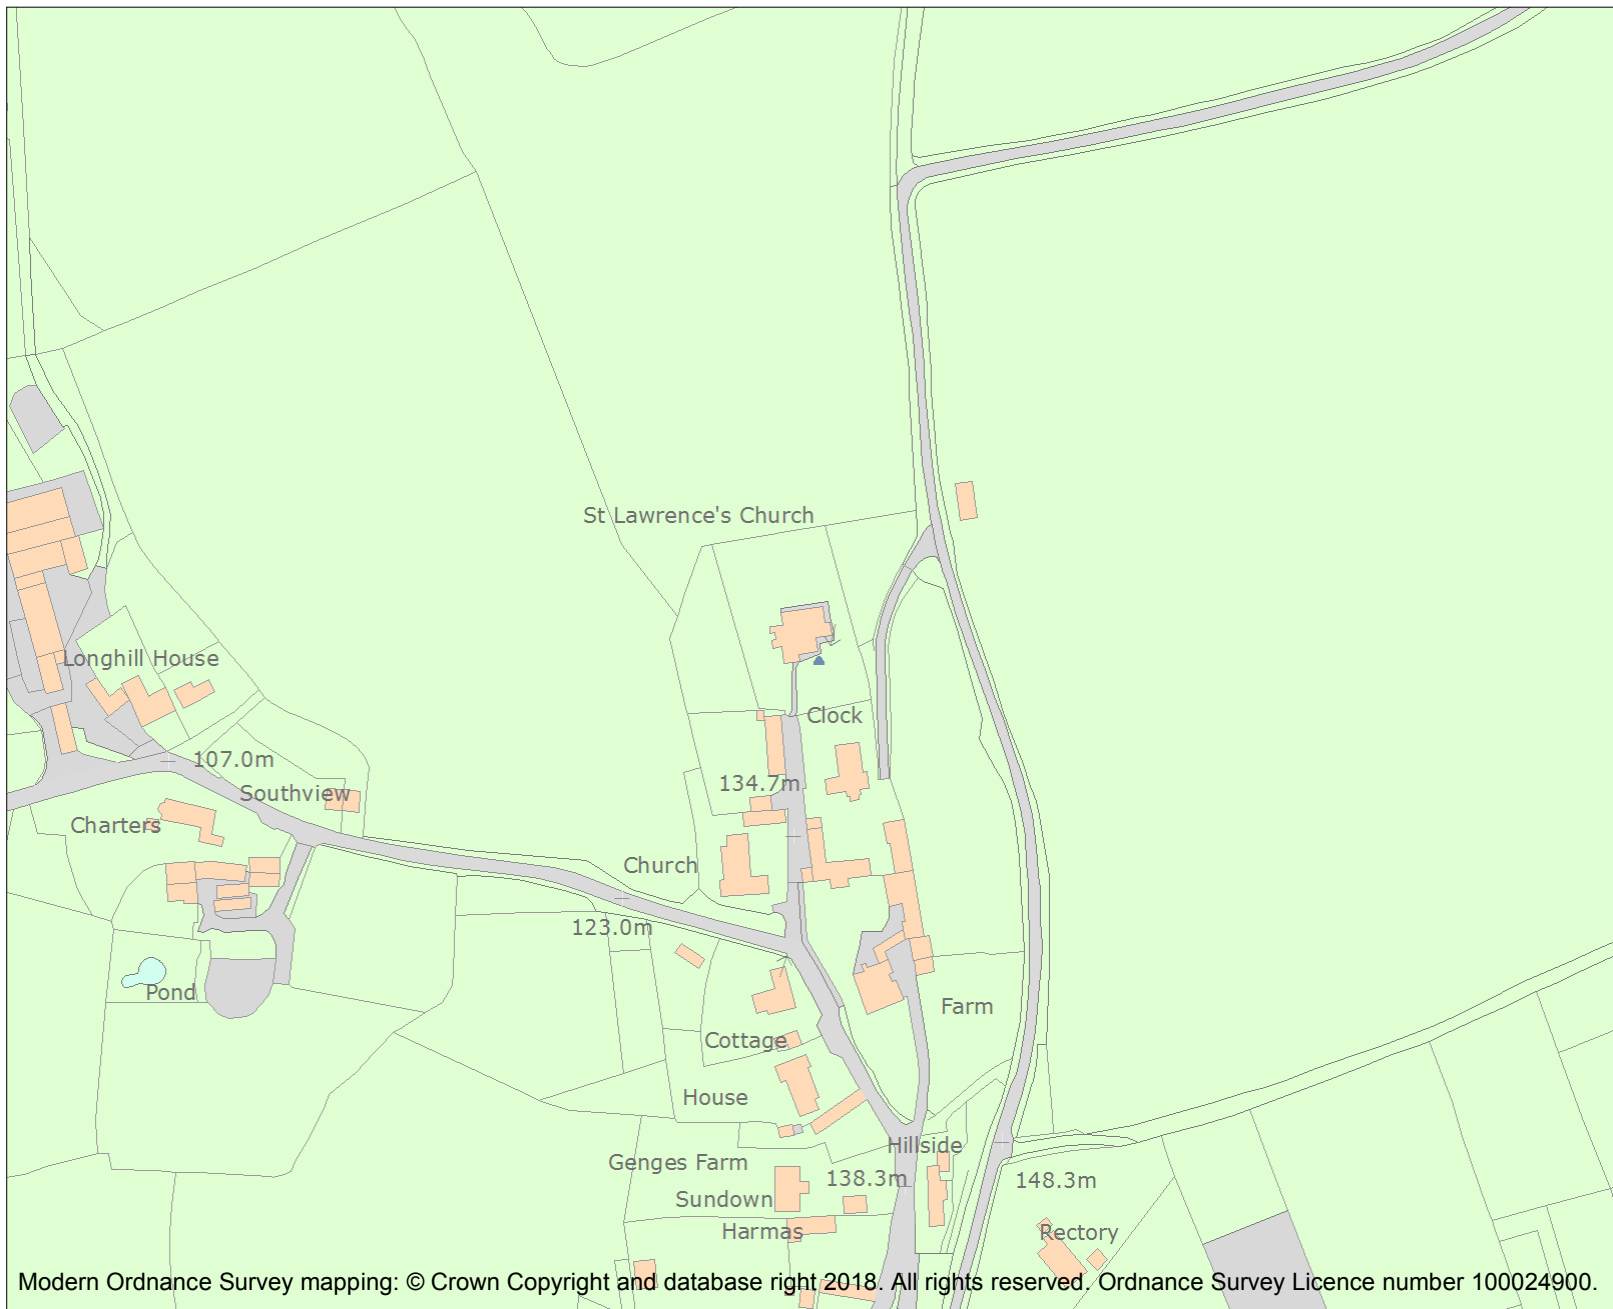 St Lawrence's Church
Longhill House
Clock
107.0m
134.7m
Southview
Charters
Church
123.0m
Pond
Farm
Cottage
House
Hillside
Genges Farm
138.3m
148.3m
Sundown
Harmas
Rectory
Modern Ordnance Survey mapping: © Crown Copyright and database right 2018. All rights reserved. Ordnance Survey Licence number 100024900.